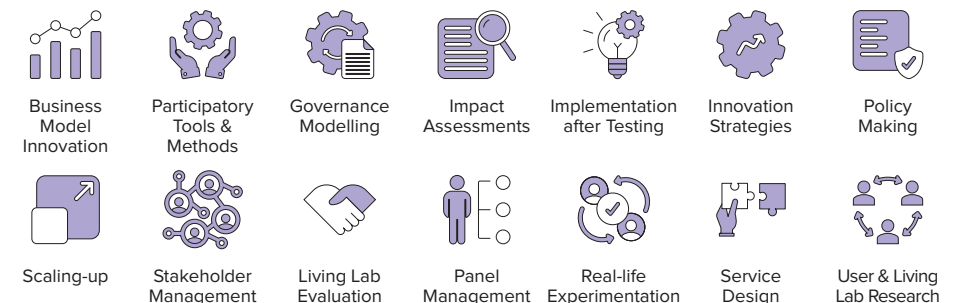 Business
Model
Innovation
Participatory
Tools &
Methods
Governance
Modelling
Impact
Assessments
Implementation
after Testing
Innovation
Strategies
Policy
Making
Scaling-up
Stakeholder
Management
Living Lab
Evaluation
Panel
Management
Real-life
Experimentation
Service
Design
User & Living
Lab Research